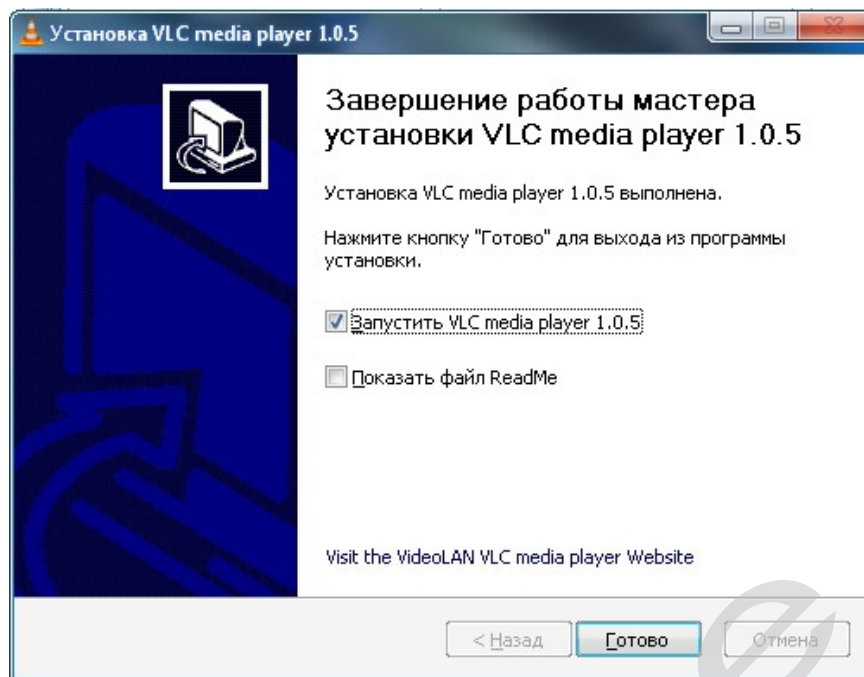 Установка VLC media player 1.0.5
Завершение работы мастера
установки VLC media player 1.0.5
Установка VLC media player 1.0.5 выполнена.
Нажмите кнопку "Готово" для выхода из программы
установки.
Запустить VLC media player 1.0.5
Показать файл ReadMe
Visit the VideoLAN VLC media player Website
< Назад
Готово
Отмена